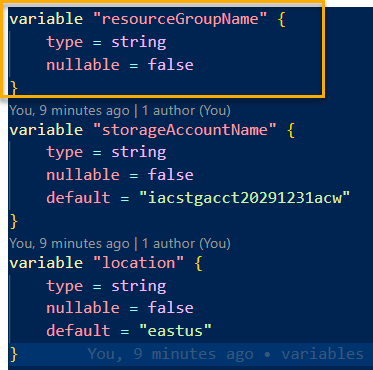 variable "resourceGroupName" {
    type = string
    nullable = false
}
You, 9 minutes ago | 1 author (You)
variable "storageAccountName" {
    type = string
    nullable = false
    default = "iacstgacct20291231acw"
}
You, 9 minutes ago | 1 author (You)
variable "location" {
    type = string
    nullable = false
    default = "eastus"
} You, 9 minutes ago • variables